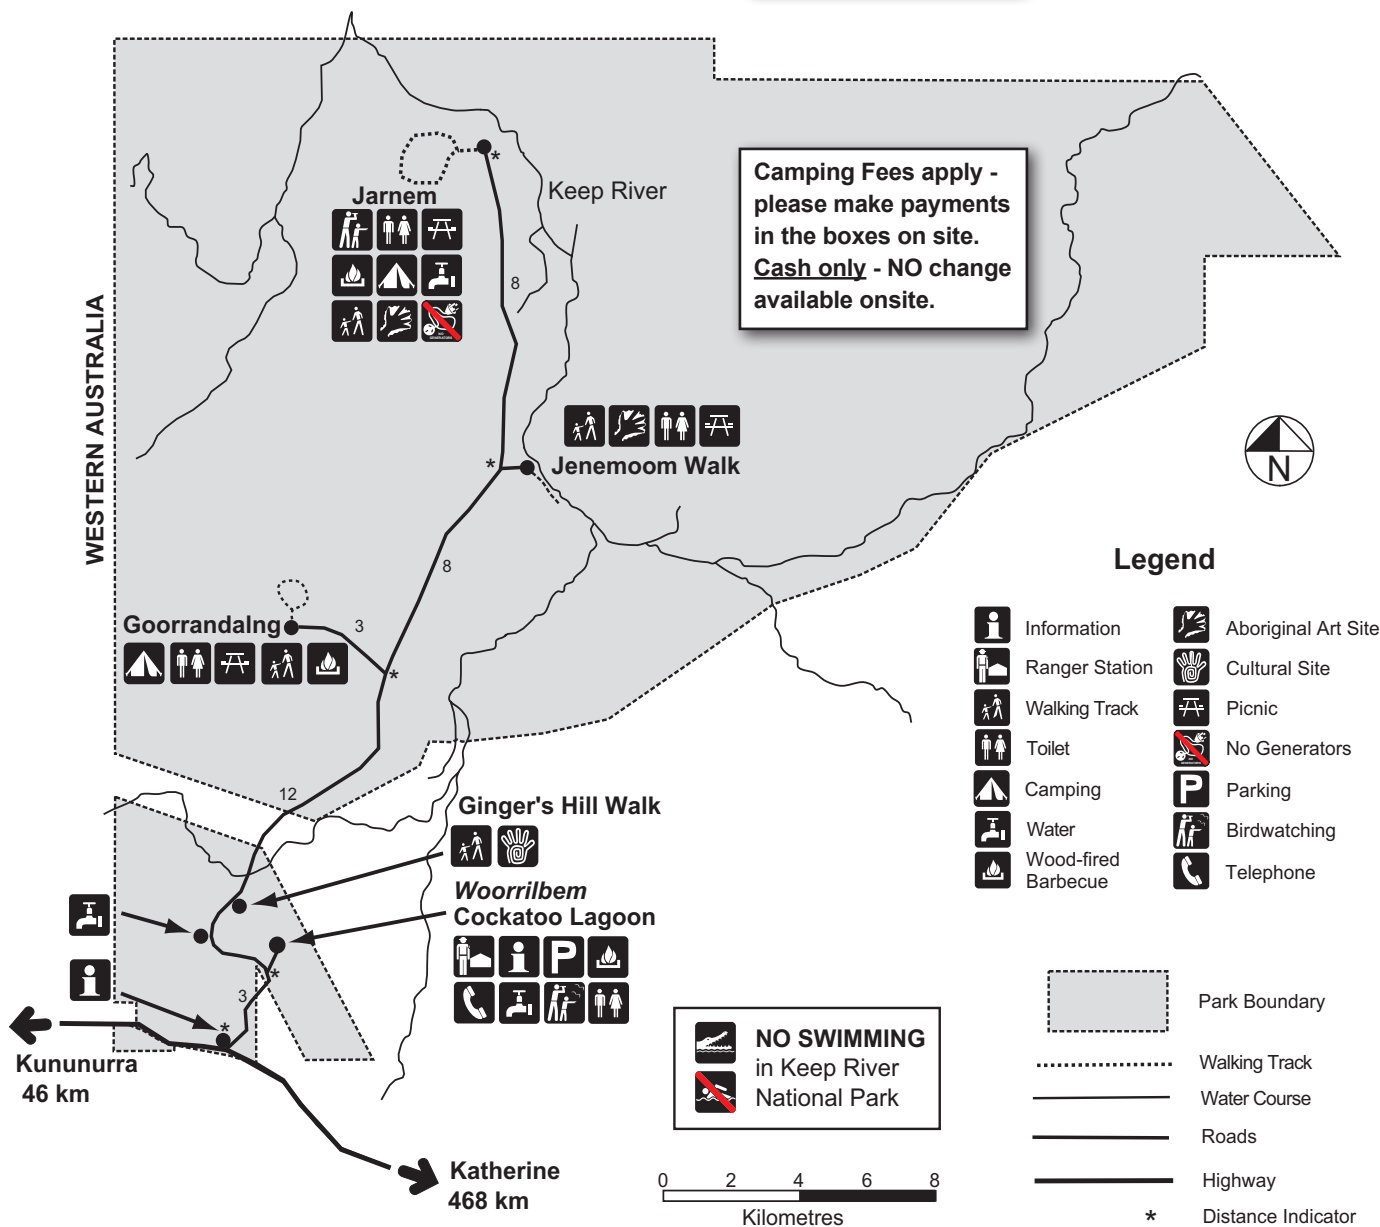 Jarnem
Keep River
8
Camping Fees apply -
please make payments
in the boxes on site.
Cash only - NO change
available onsite.
WESTERN AUSTRALIA
*
*
Jenemoom Walk
8
Goorrandalng
3
*
12
N
Ginger's Hill Walk
Woorrilbem
Cockatoo Lagoon
P
*
3
*
Kununurra
46 km
Katherine
468 km
NO SWIMMING
in Keep River
National Park
0 2 4 6 8
Kilometres
Legend
Information
Ranger Station
Walking Track
Toilet
Camping
Water
Wood-fired
Barbecue
Aboriginal Art Site
Cultural Site
Picnic
No Generators
P Parking
Birdwatching
Telephone
Park Boundary
Walking Track
Water Course
Roads
Highway
* Distance Indicator